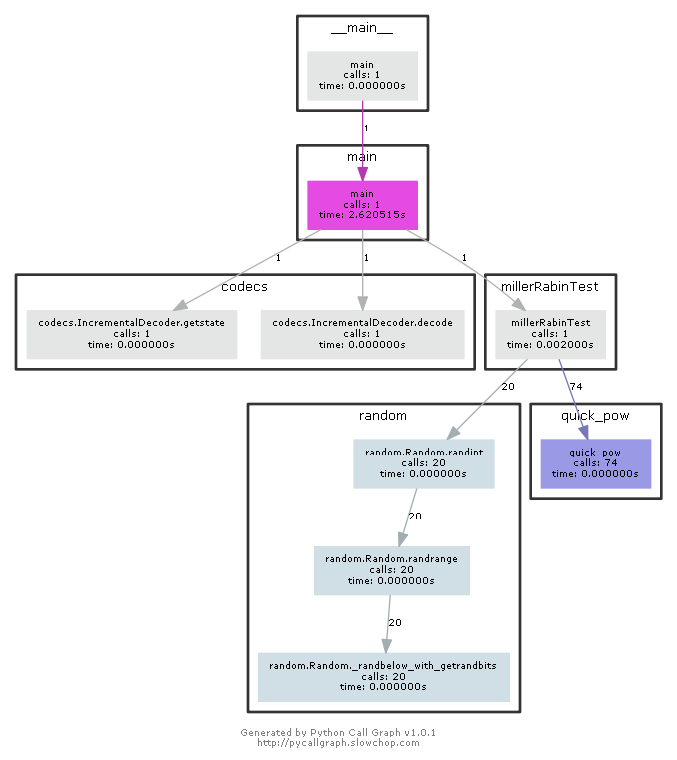 __main__
main
calls: 1
time: 0.000000s
1
main
main
calls: 1
time: 2.620515s
1
1
1
codecs
codecs.IncrementalDecoder.getstate
calls: 1
time: 0.000000s
codecs.IncrementalDecoder.decode
calls: 1
time: 0.000000s
millerRabinTest
millerRabinTest
calls: 1
time: 0.002000s
20
74
random
random.Random.randint
calls: 20
time: 0.000000s
quick_pow
quick_pow
calls: 74
time: 0.000000s
20
random.Random.randrange
calls: 20
time: 0.000000s
20
random.Random._randbelow_with_getrandbits
calls: 20
time: 0.000000s
Generated by Python Call Graph v1.0.1
http://pycallgraph.slowchop.com